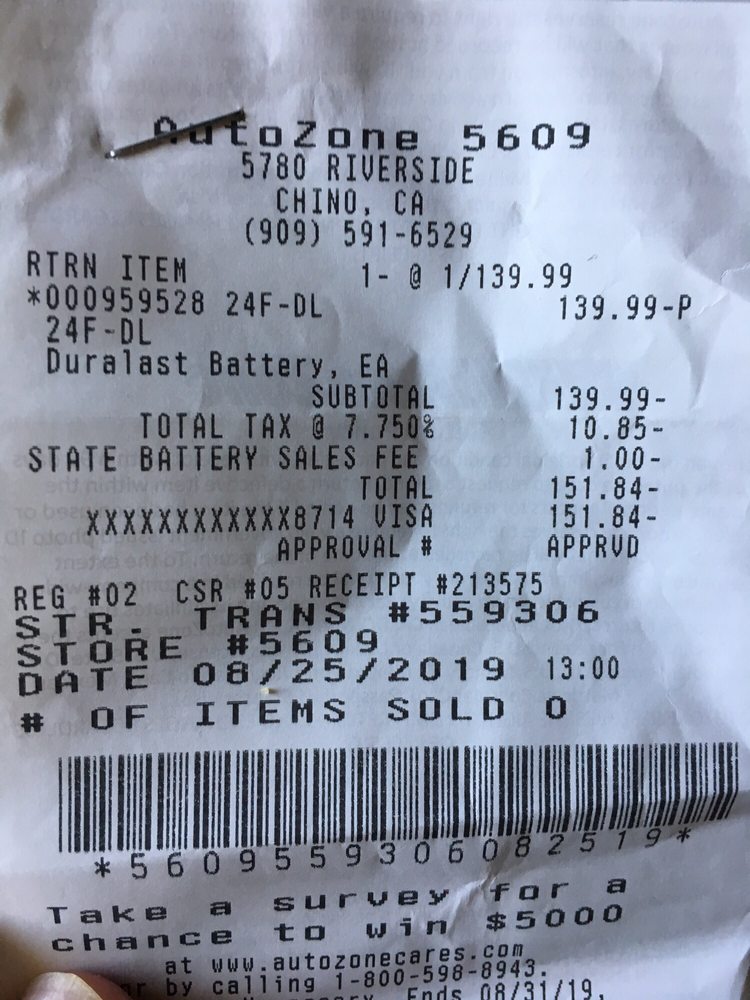 AutoZone 5609
5780 RIVERSIDE
CHINO, CA
(909) 591-6529
RTRN ITEM 1- @ 1/139.99
*000959528 24F-DL 139.99-P
24F-DL
Duralast Battery, EA
SUBTOTAL 139.99-
TOTAL TAX @ 7.750% 10.85-
STATE BATTERY SALES FEE 1.00-
TOTAL 151.84-
XXXXXXXXXXXX8714 VISA 151.84-
APPROVAL # APPRVD
REG #02 CSR #05 RECEIPT #213575
STR. TRANS #559306
STORE #5609
DATE 08/25/2019 13:00
# OF ITEMS SOLD 0
*5609559306082519*
Take a survey for a
chance to win $5000
at www.autozonecares.com
by calling 1-800-598-8943.
Ends 08/31/19.